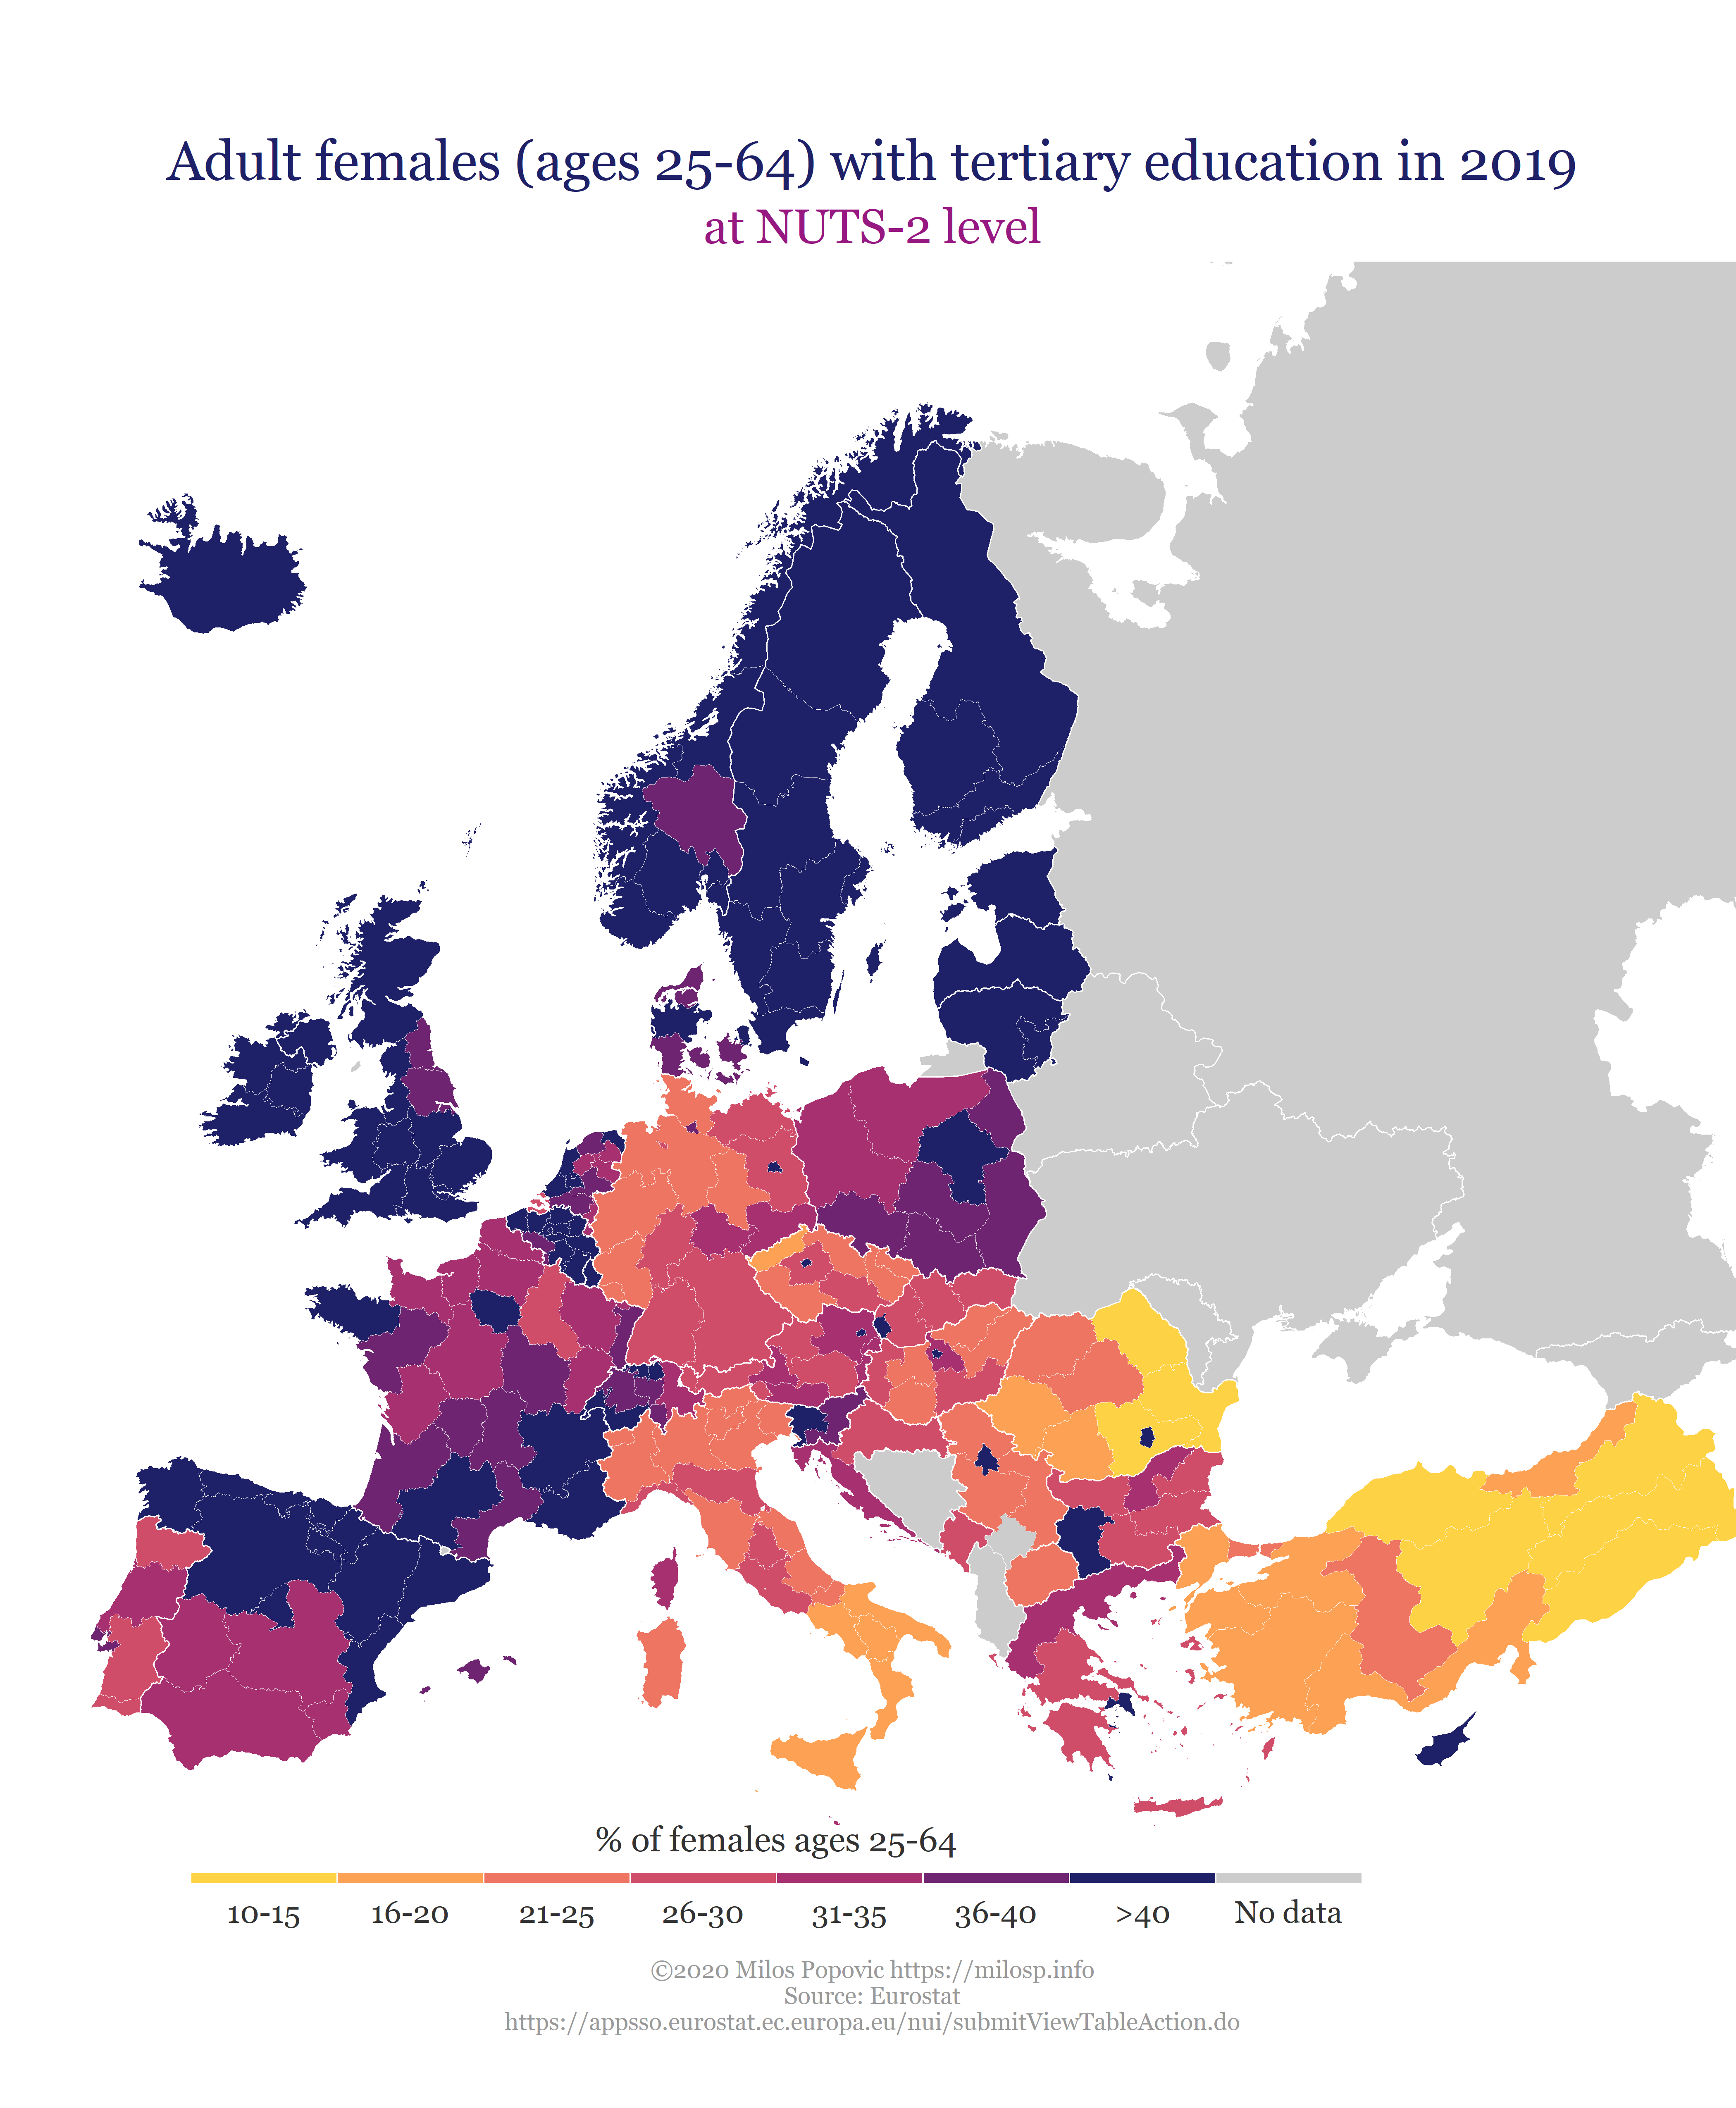 Adult females (ages 25-64) with tertiary education in 2019
at NUTS-2 level
% of females ages 25-64
10-15 16-20 21-25 26-30 31-35 36-40 >40 No data
©2020 Milos Popovic https://milosp.info
Source: Eurostat
https://appsso.eurostat.ec.europa.eu/nui/submitViewTableAction.do